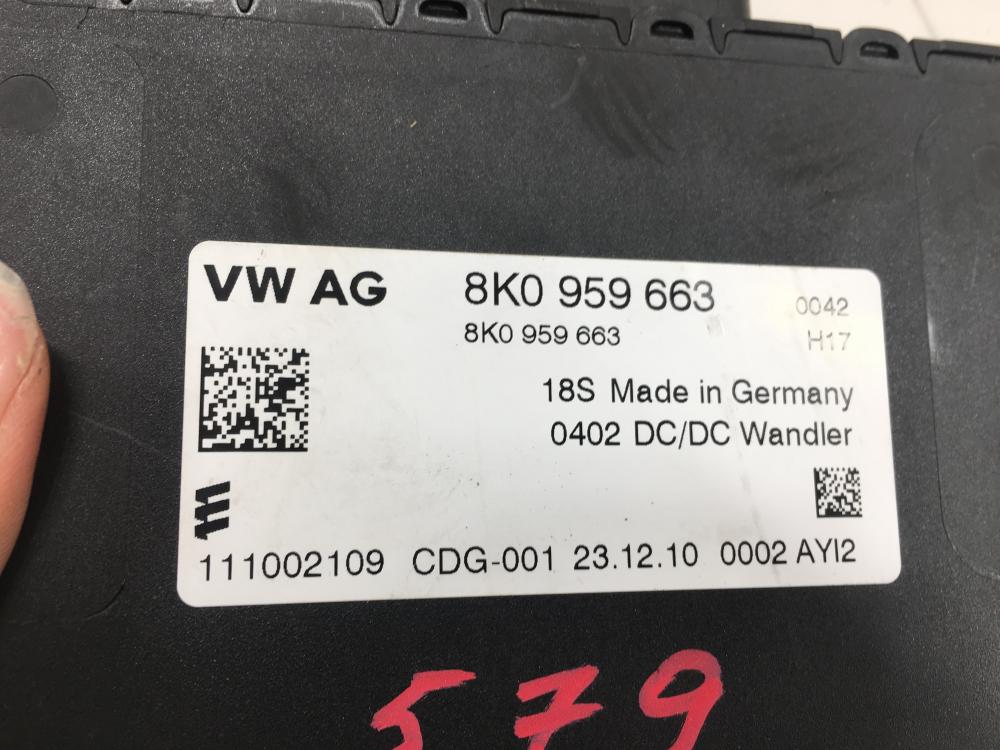 VW AG 8K0 959 663 0042
8K0 959 663 H17
18S Made in Germany
0402 DC/DC Wandler
111002109 CDG-001 23.12.10 0002 AYI2
579